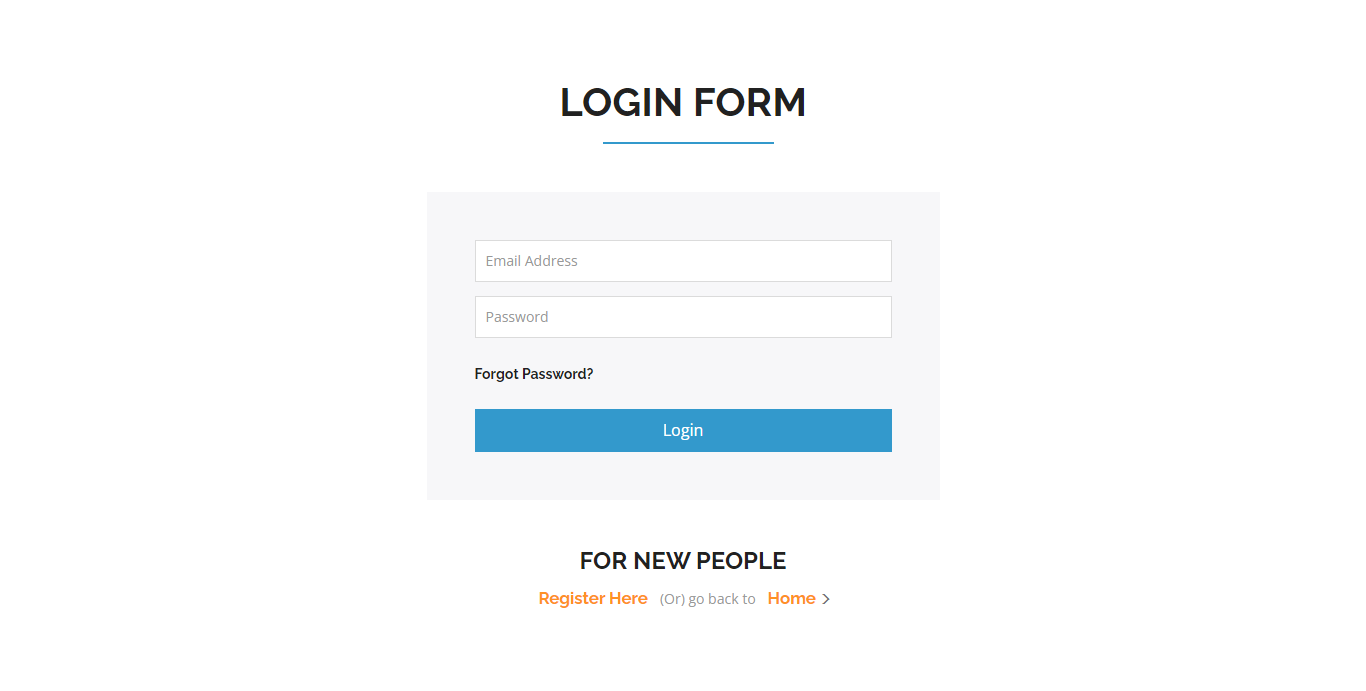 LOGIN FORM
Email Address
Password
Forgot Password?
Login
FOR NEW PEOPLE
Register Here (Or) go back to Home >